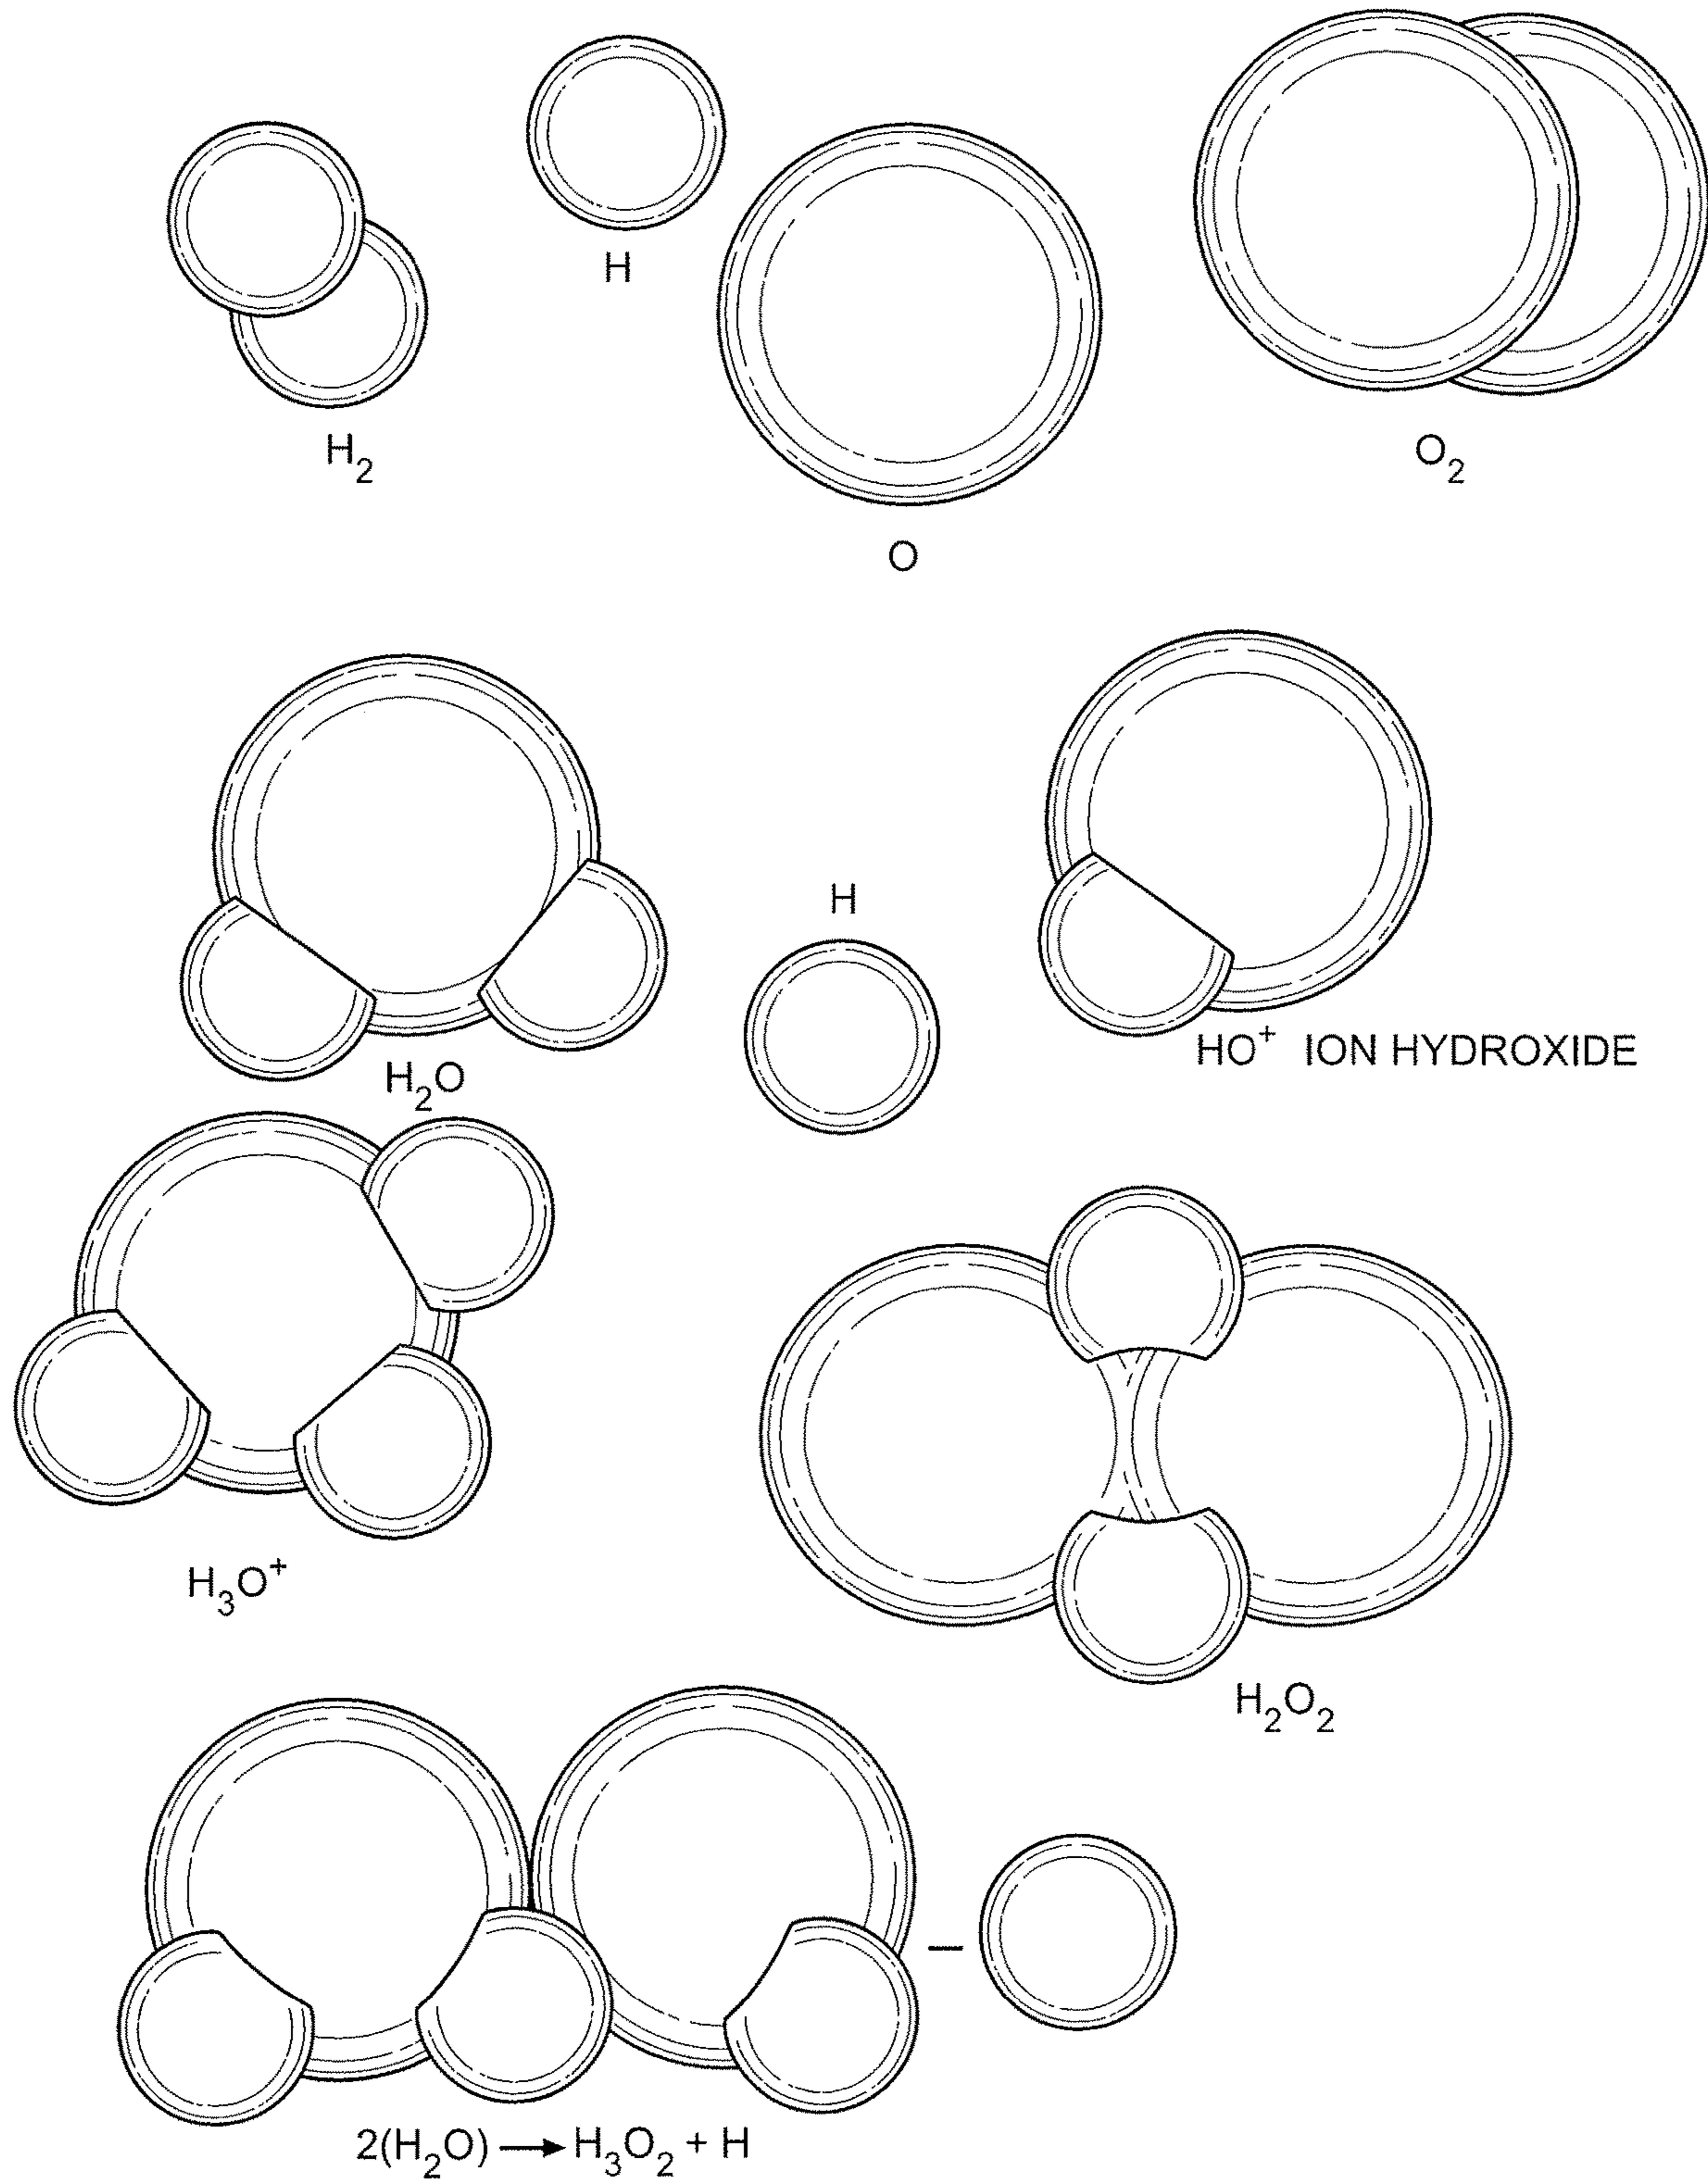 H
H₂
O₂
O
H
HO⁺ ION HYDROXIDE
H₂O
H₃O⁺
H₂O₂
–
2(H₂O) → H₃O₂ + H